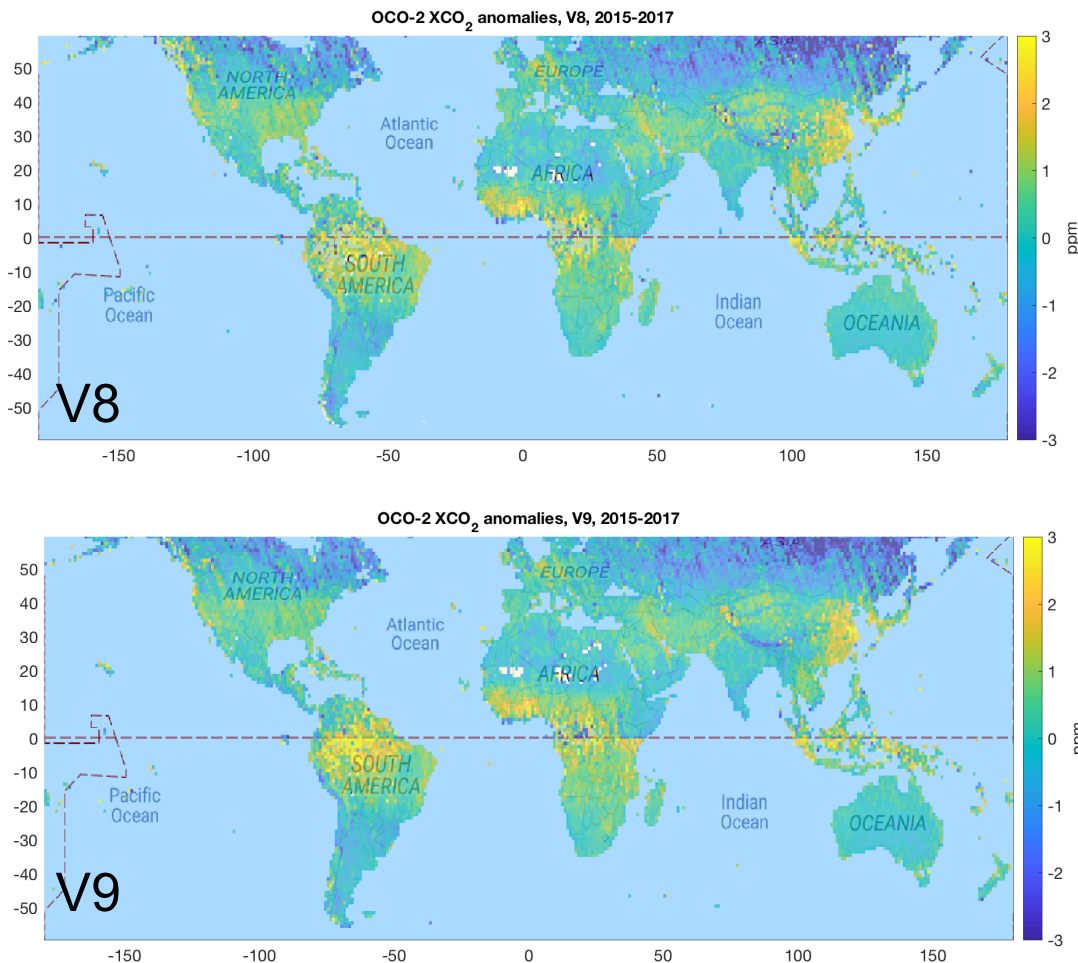 OCO-2 XCO2 anomalies, V8, 2015-2017
3
ASIA
50
EUROPE
NORTH
AMERICA
40
2
Atlantic
Ocean
30
1
20
AFRICA
10
0
0
ppm
-10
SOUTH
AMERICA
Pacific
Ocean
-20
Indian
Ocean
-1
OCEANIA
-30
-2
-40
V8
-50
-3
-150
-100
-50
0
50
100
150
OCO-2 XCO2 anomalies, V9, 2015-2017
3
ASIA
50
EUROPE
NORTH
AMERICA
40
2
Atlantic
Ocean
30
1
20
AFRICA
10
0
0
ppm
-10
SOUTH
AMERICA
Pacific
Ocean
-20
Indian
Ocean
-1
OCEANIA
-30
-2
-40
V9
-50
-3
-150
-100
-50
0
50
100
150